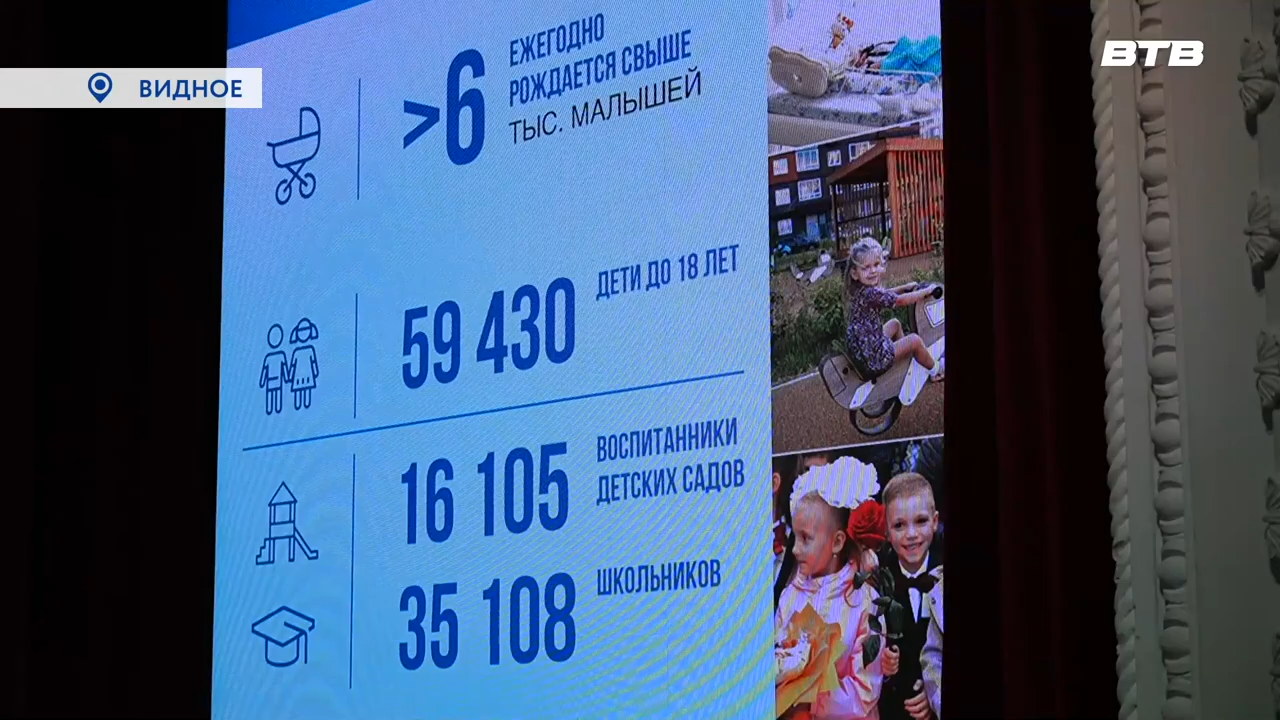 ВИДНОЕ
ВТВ
>6
ЕЖЕГОДНО
РОЖДАЕТСЯ СВЫШЕ
ТЫС. МАЛЫШЕЙ
59 430
ДЕТИ ДО 18 ЛЕТ
16 105
ВОСПИТАННИКИ
ДЕТСКИХ САДОВ
35 108
ШКОЛЬНИКОВ